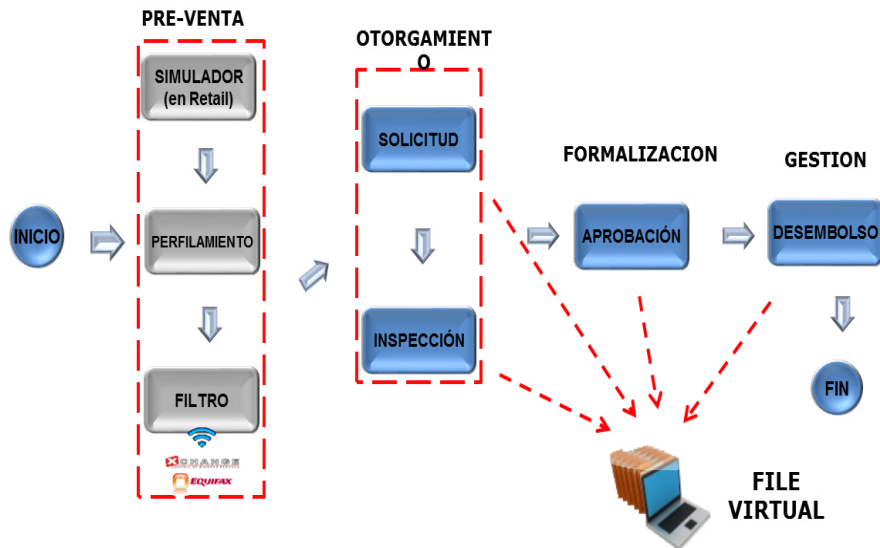 PRE-VENTA
SIMULADOR
(en Retail)
PERFILAMIENTO
FILTRO
XCHANGE
EQUIFAX
INICIO
OTORGAMIENT
O
SOLICITUD
INSPECCIÓN
FORMALIZACION
APROBACIÓN
GESTION
DESEMBOLSO
FIN
FILE
VIRTUAL